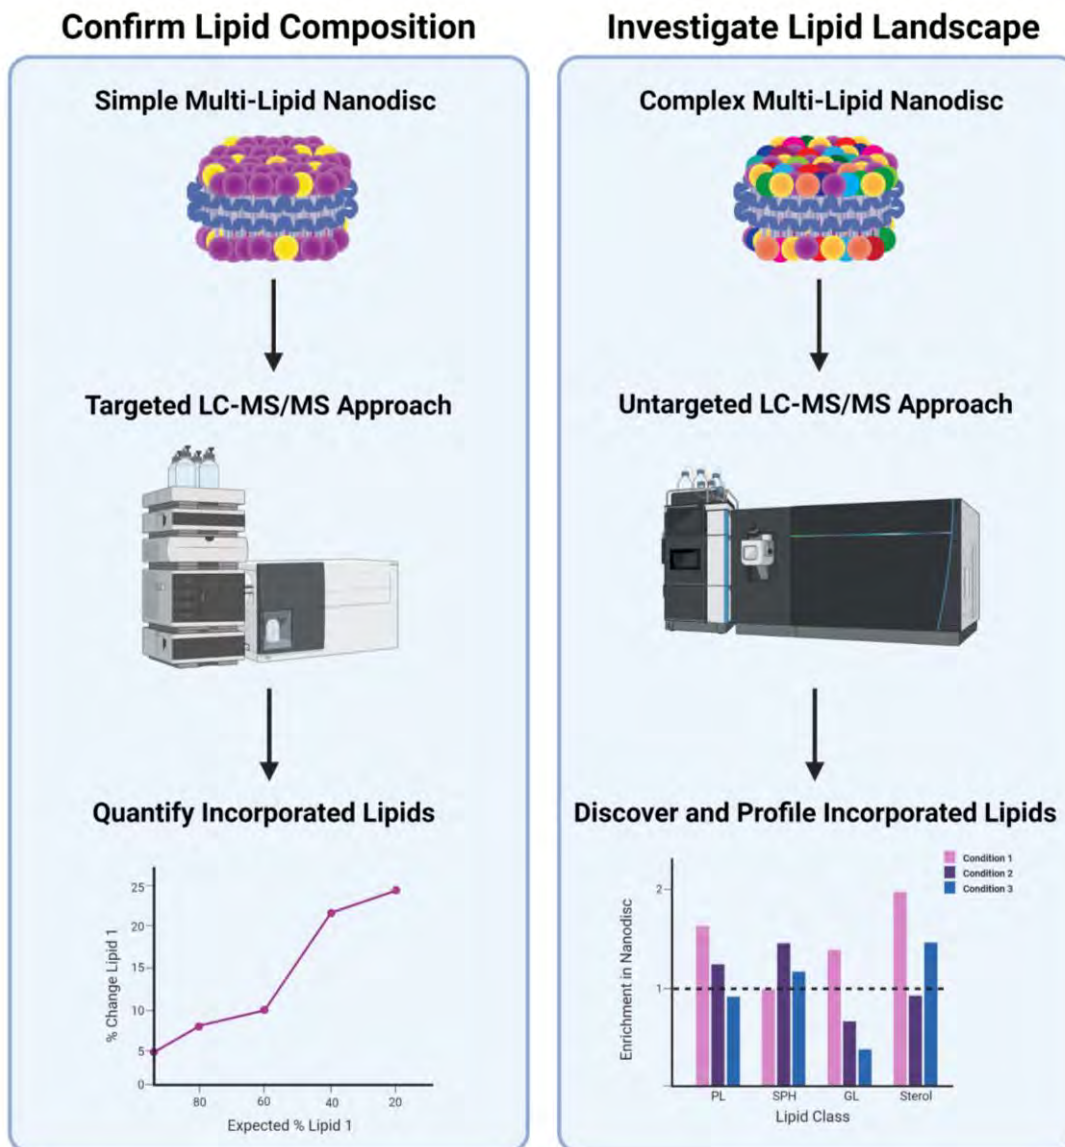 Confirm Lipid Composition
Simple Multi-Lipid Nanodisc
Targeted LC-MS/MS Approach
Quantify Incorporated Lipids
% Change Lipid 1
25
20
15
10
5
0
80
60
40
20
Expected % Lipid 1
Investigate Lipid Landscape
Complex Multi-Lipid Nanodisc
Untargeted LC-MS/MS Approach
Discover and Profile Incorporated Lipids
Condition 1
Condition 2
Condition 3
Enrichment in Nanodisc
2
1
PL
SPH
GL
Sterol
Lipid Class